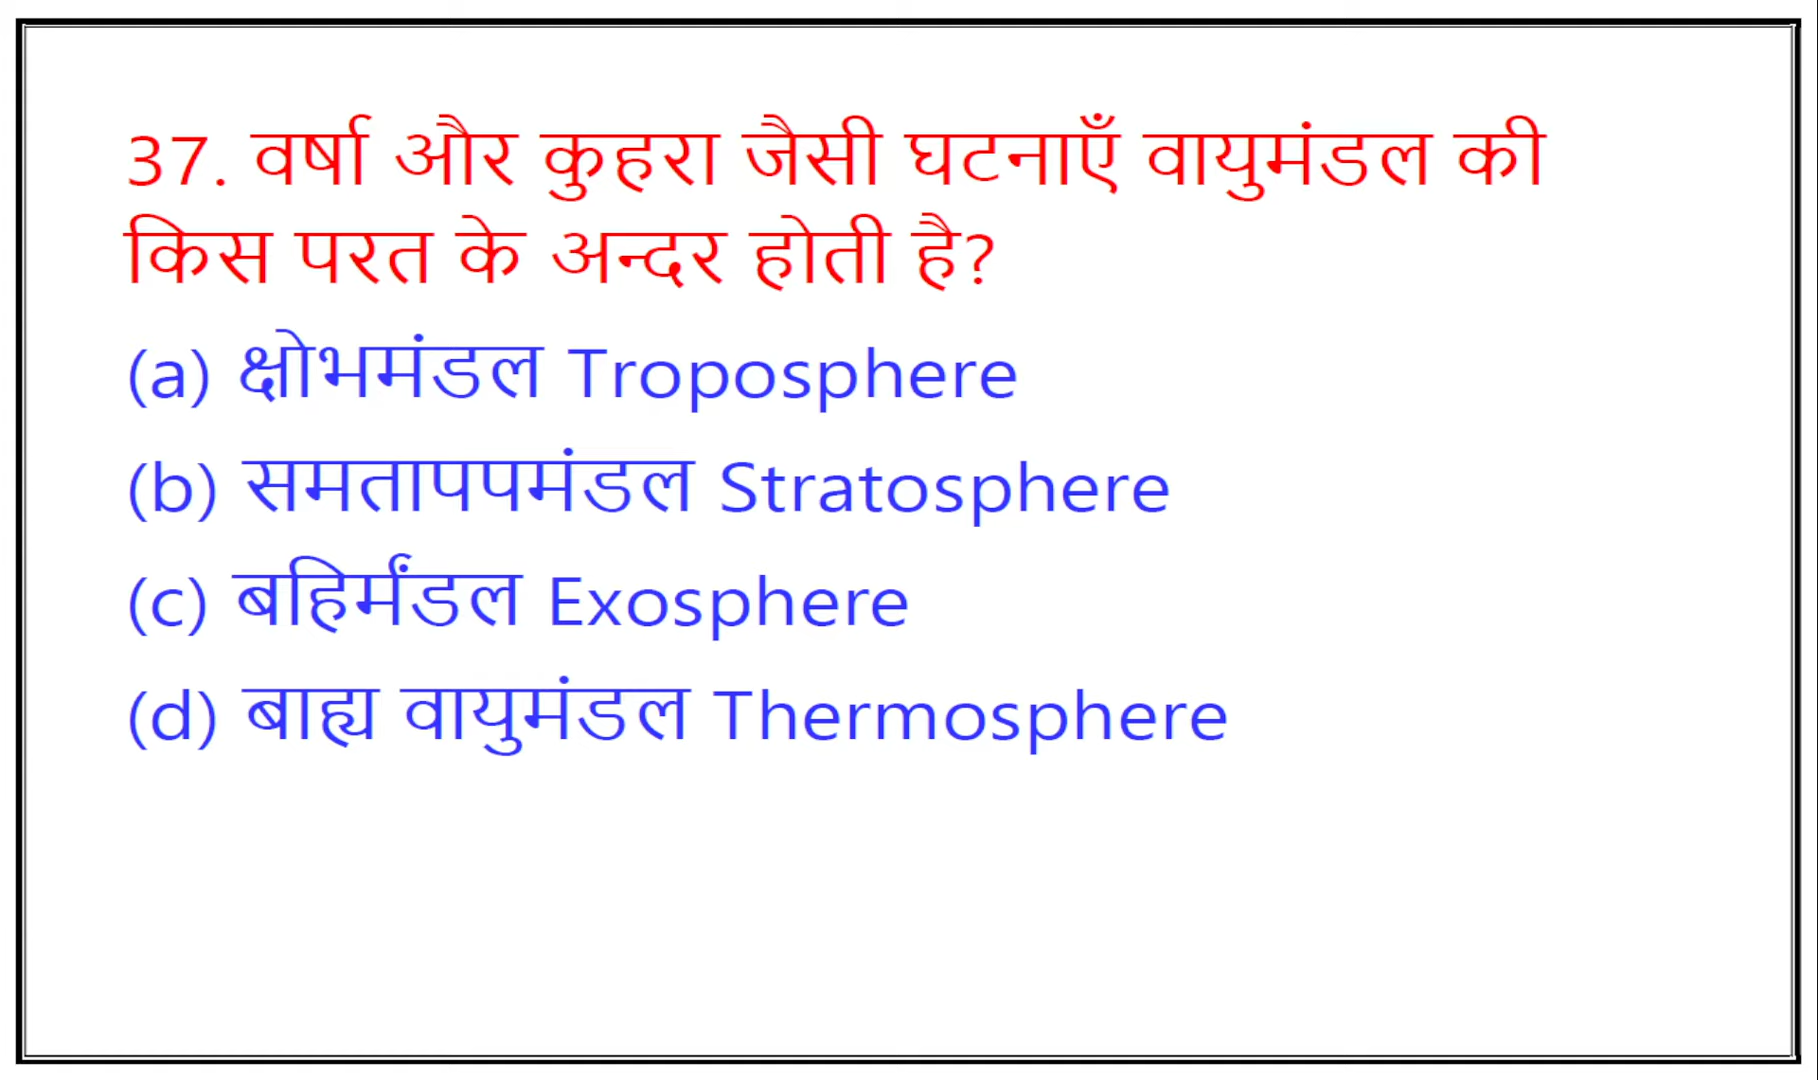 37. वर्षा और कुहरा जैसी घटनाएँ वायुमंडल की
किस परत के अन्दर होती है?
(a) क्षोभमंडल Troposphere
(b) समतापपमंडल Stratosphere
(c) बहिर्मंडल Exosphere
(d) बाह्य वायुमंडल Thermosphere